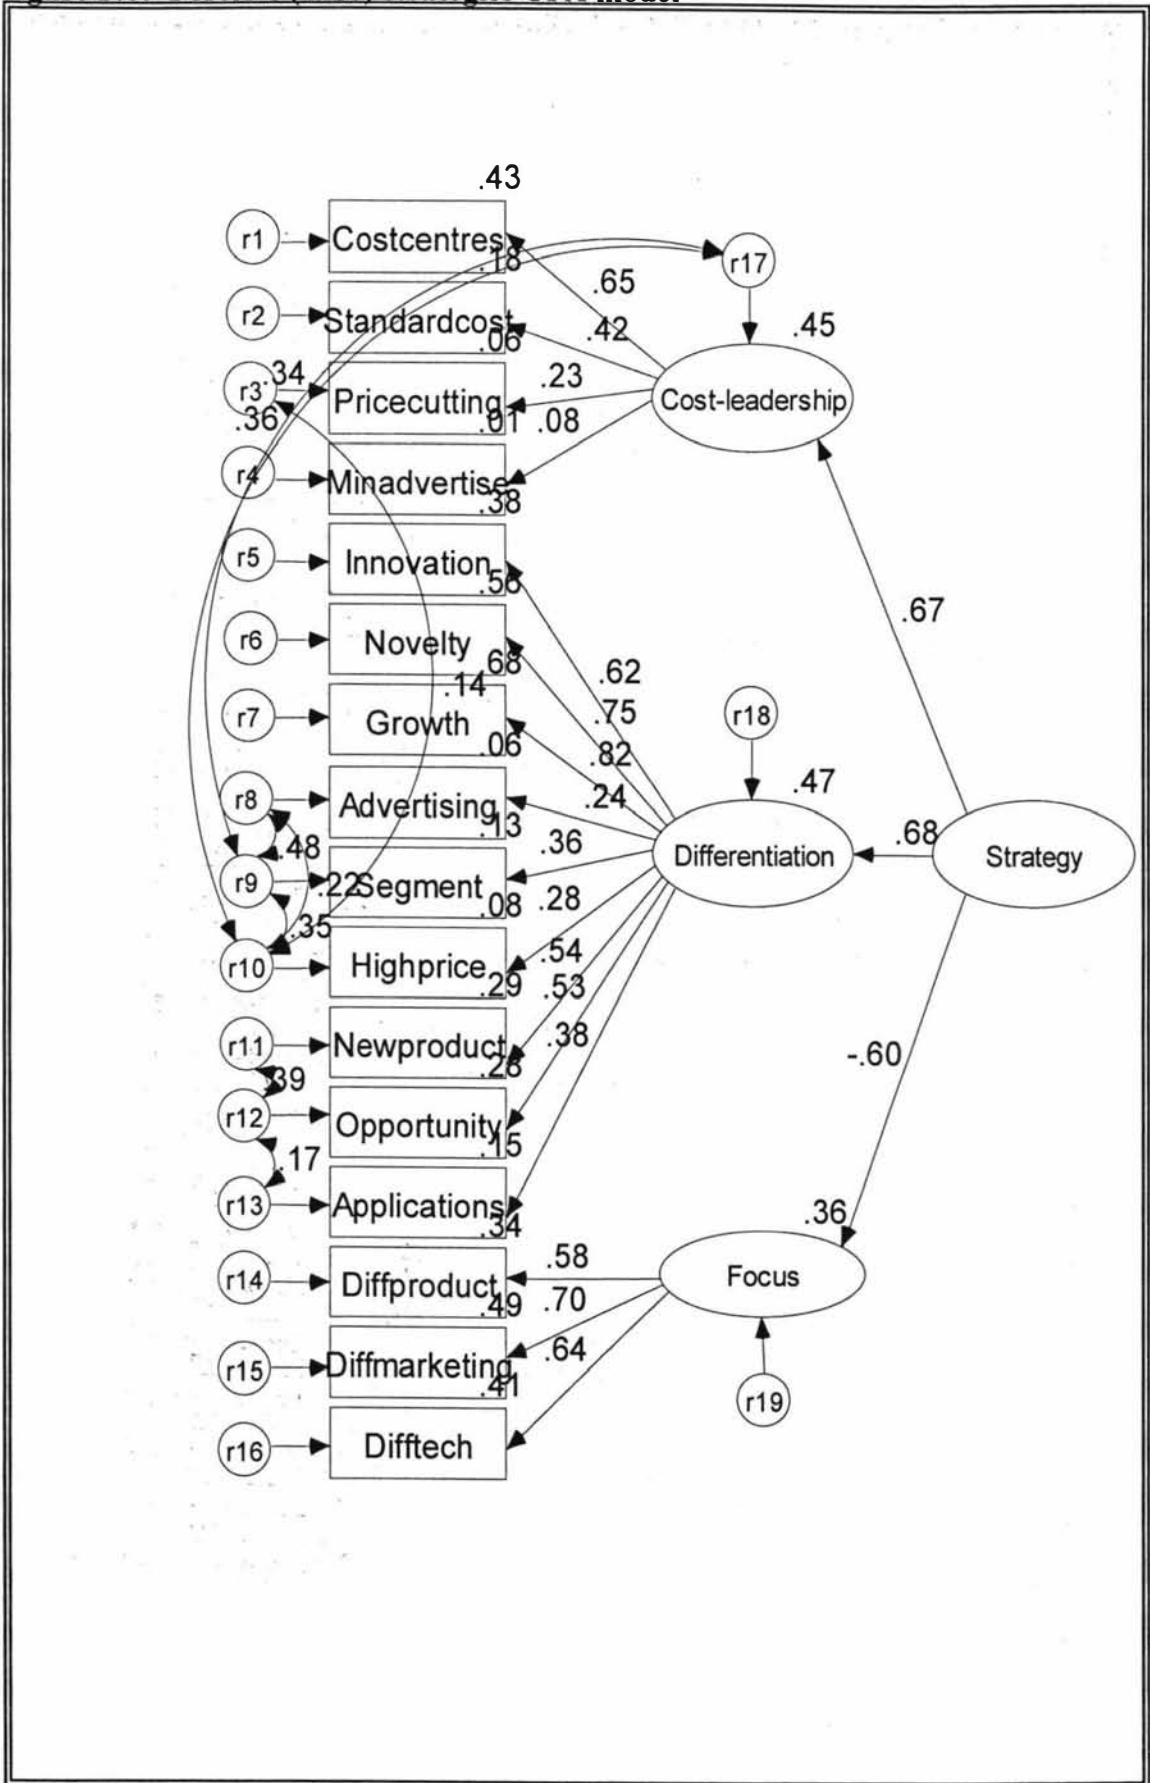 model
.43
r1 Costcentres
.18 r17
.65
r2 Standardcost .42 .45
.06
r3 .34 Pricecutting .23 Cost-leadership
.36 .01 .08
r4 Minadvertise
.38
r5 Innovation
.56
.67
r6 Novelty
.68 .62
.14
r7 Growth .75 r18
.06 .82
.24 .47
r8 Advertising
.13 .36 .68
.48 Differentiation Strategy
r9 .22 Segment
.08 .28
.35
r10 Highprice .54
.29 .53
r11 Newproduct .38
.28 -.60
.39
r12 Opportunity
.15
.17
r13 Applications .36
.34
.58
r14 Diffproduct Focus
.49 .70
.64
r15 Diffmarketing
.41 r19
r16 Difftech